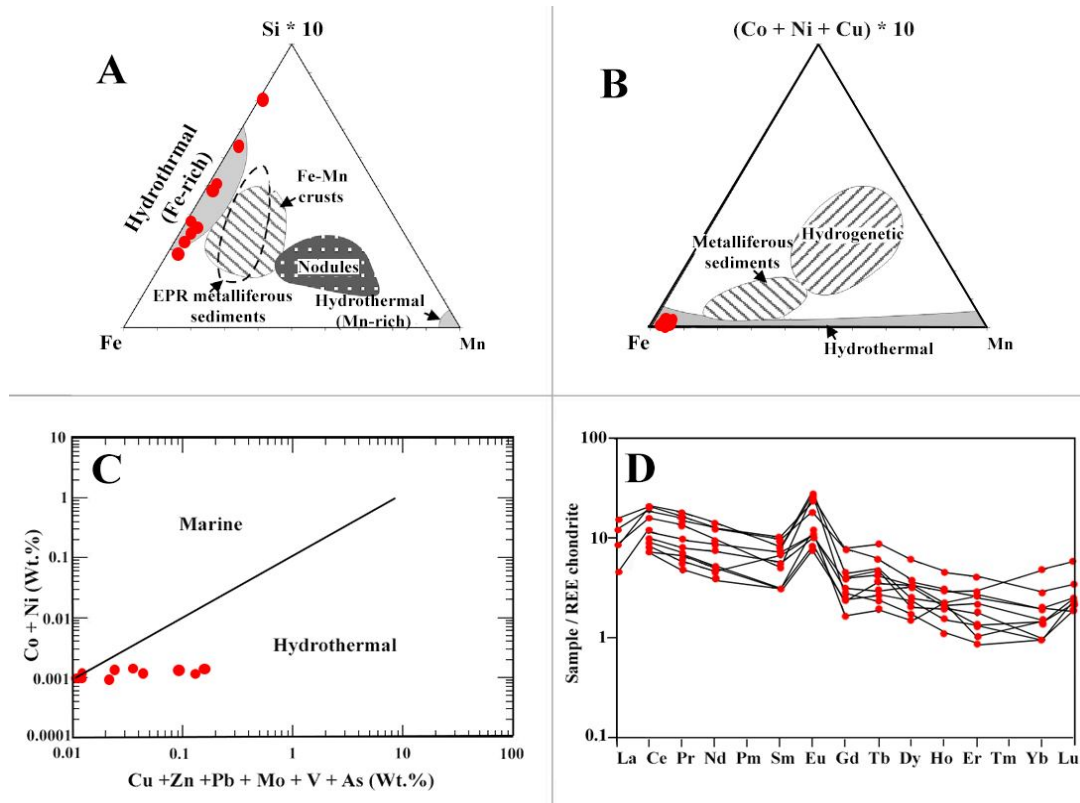 Si * 10
A
Hydrothrmal
(Fe-rich)
Fe-Mn
crusts
Nodules
EPR metalliferous
sediments
Hydrothermal
(Mn-rich)
Fe
Mn
(Co + Ni + Cu) * 10
B
Metalliferous
sediments
Hydrogenetic
Fe
Mn
Hydrothermal
C
Co + Ni (Wt.%)
10
1
0.1
0.01
0.001
0.0001
Marine
Hydrothermal
0.01
0.1
1
10
100
Cu +Zn +Pb + Mo + V + As (Wt.%)
D
Sample / REE chondrite
100
10
1
0.1
La Ce Pr Nd Pm Sm Eu Gd Tb Dy Ho Er Tm Yb Lu